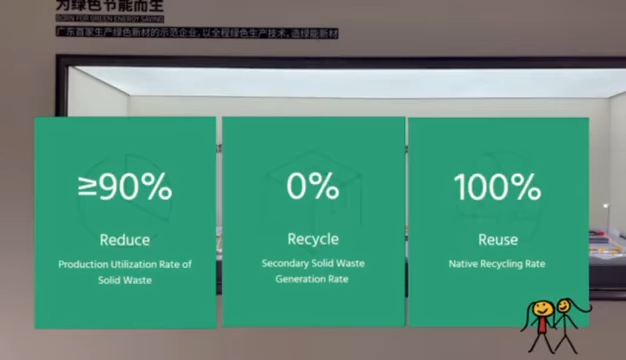 为绿色节能而生
BORN FOR GREEN ENERGY SAVING
广东首家生产绿色新材的示范企业,以全程绿色生产技术,造绿能新材
≥90%
Reduce
Production Utilization Rate of
Solid Waste
0%
Recycle
Secondary Solid Waste
Generation Rate
100%
Reuse
Native Recycling Rate